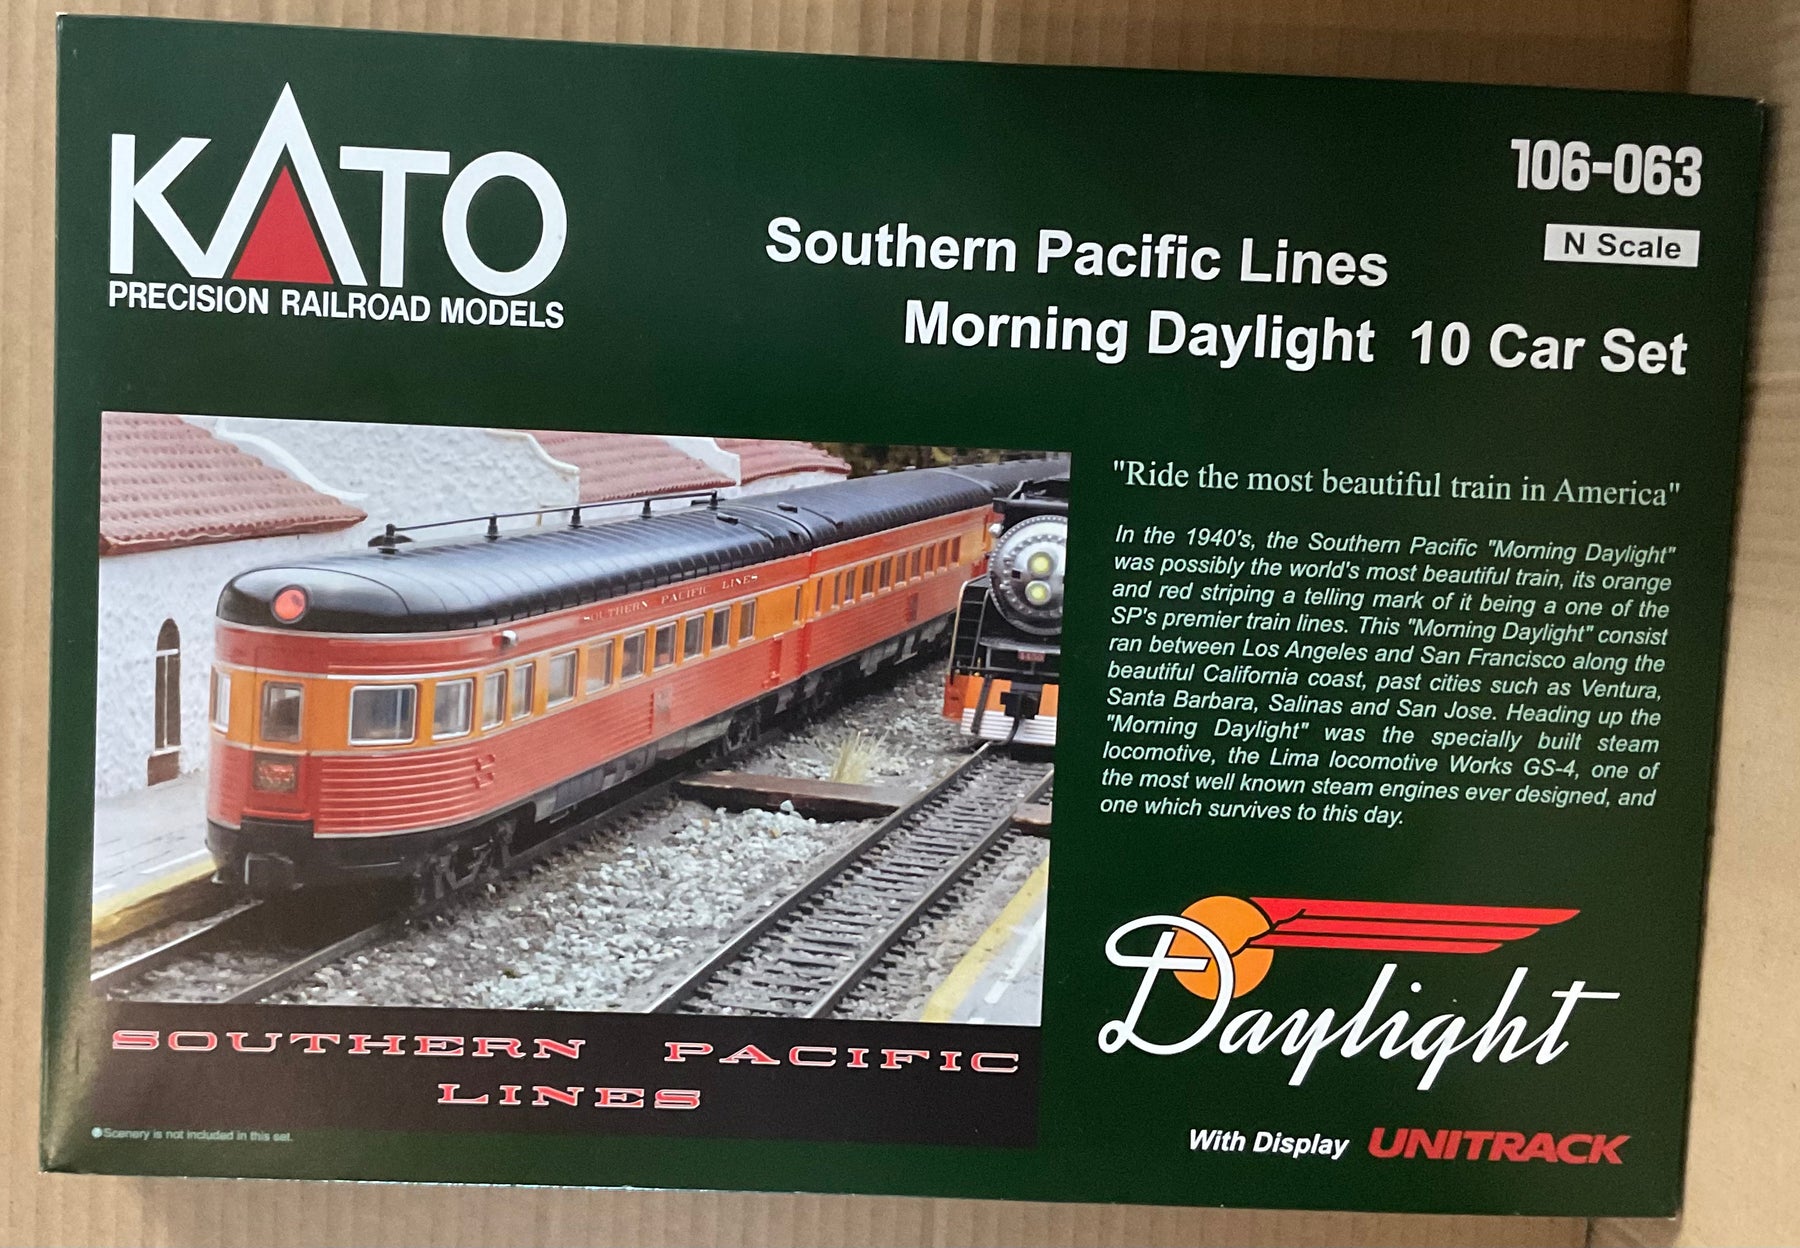 KATO
PRECISION RAILROAD MODELS
106-063
N Scale
Southern Pacific Lines
Morning Daylight 10 Car Set
"Ride the most beautiful train in America"
In the 1940's, the Southern Pacific "Morning Daylight"
was possibly the world's most beautiful train, its orange
and red striping a telling mark of it being a one of the
SP's premier train lines. This "Morning Daylight" consist
ran between Los Angeles and San Francisco along the
beautiful California coast, past cities such as Ventura,
Santa Barbara, Salinas and San Jose. Heading up the
"Morning Daylight" was the specially built steam
locomotive, the Lima locomotive Works GS-4, one of
the most well known steam engines ever designed, and
one which survives to this day.
SOUTHERN PACIFIC LINES
SOUTHERN PACIFIC
LINES
Scenery is not included in this set.
Daylight
With Display UNITRACK